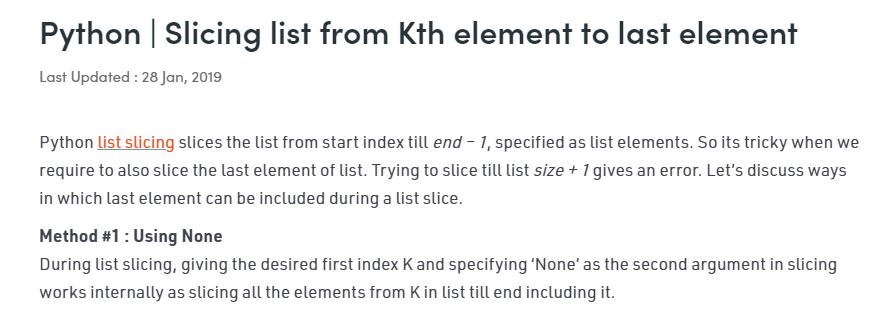 Python | Slicing list from Kth element to last element
Last Updated : 28 Jan, 2019
Python list slicing slices the list from start index till end – 1, specified as list elements. So its tricky when we
require to also slice the last element of list. Trying to slice till list size + 1 gives an error. Let's discuss ways
in which last element can be included during a list slice.
Method #1 : Using None
During list slicing, giving the desired first index K and specifying ‘None’ as the second argument in slicing
works internally as slicing all the elements from K in list till end including it.